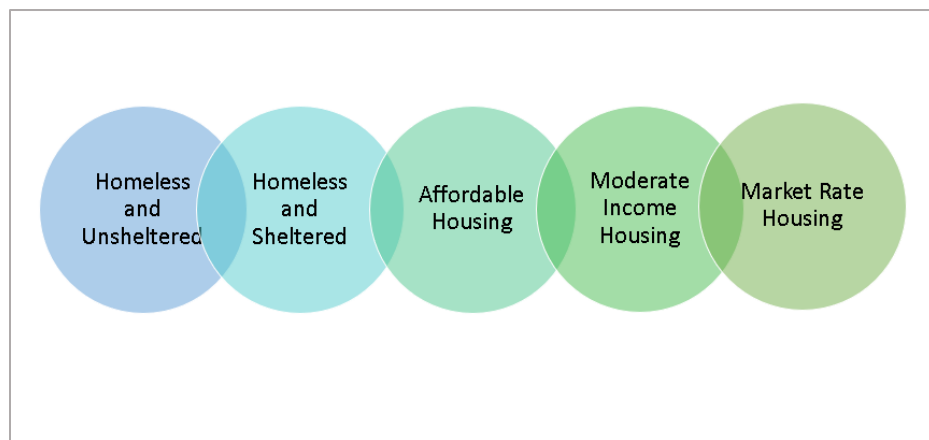 Homeless
and
Unsheltered
Homeless
and
Sheltered
Affordable
Housing
Moderate
Income
Housing
Market Rate
Housing